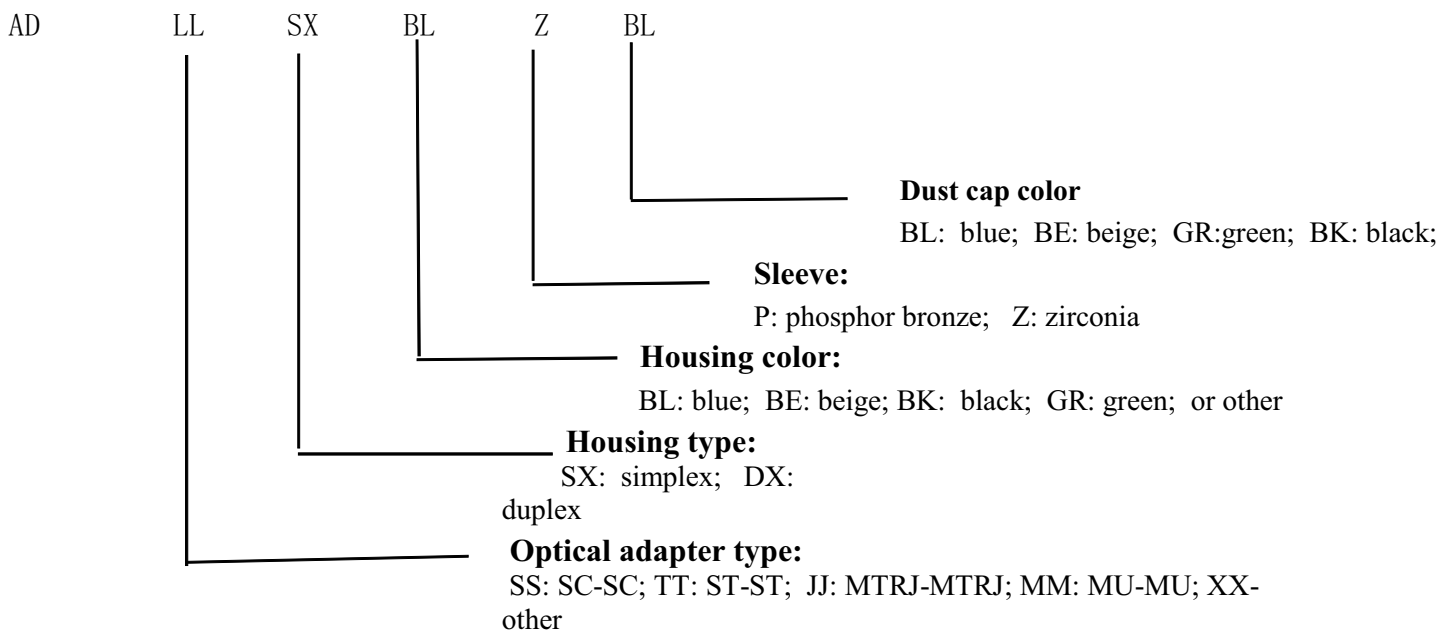 AD LL SX BL Z BL
Dust cap color
BL: blue; BE: beige; GR:green; BK: black;
Sleeve:
P: phosphor bronze; Z: zirconia
Housing color:
BL: blue; BE: beige; BK: black; GR: green; or other
Housing type:
SX: simplex; DX:
duplex
Optical adapter type:
SS: SC-SC; TT: ST-ST; JJ: MTRJ-MTRJ; MM: MU-MU; XX-
other